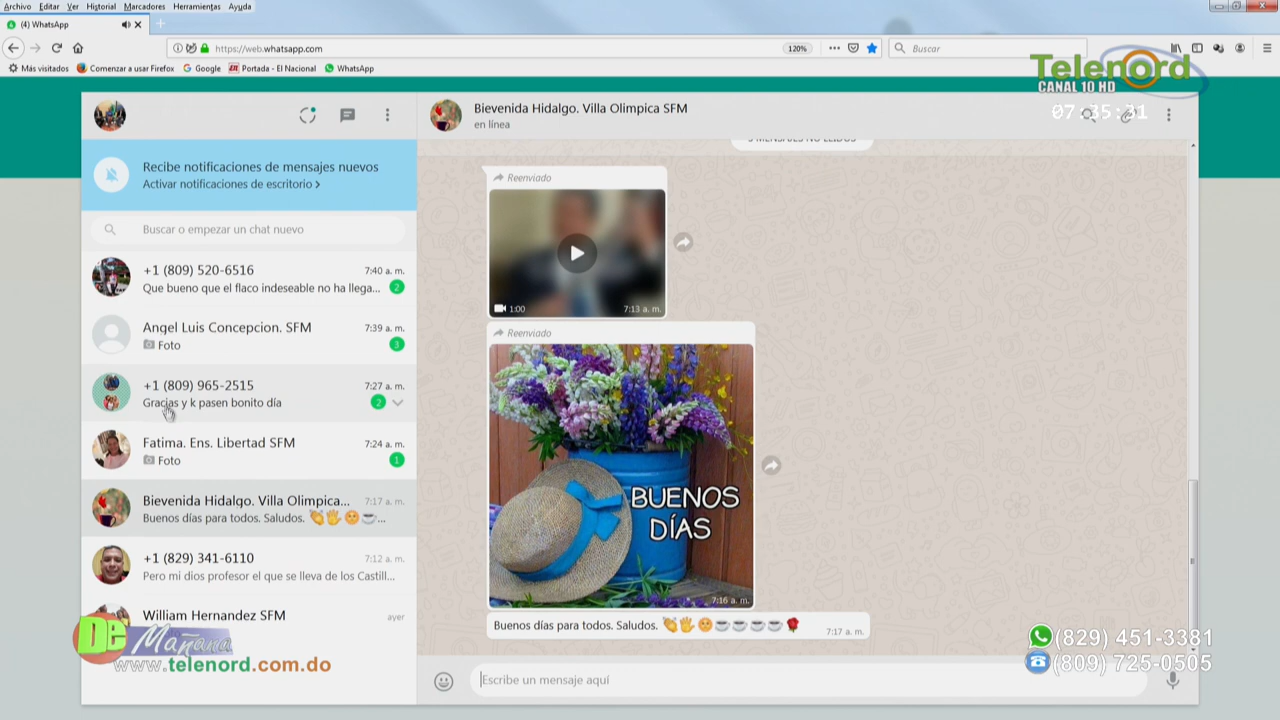 Archivo Editar Ver Historial Marcadores Herramientas Ayuda
(4) WhatsApp
https://web.whatsapp.com
120%
Buscar
Más visitados Comenzar a usar Firefox Google Portada - El Nacional WhatsApp
Telenord
CANAL 10 HD
07:35:31
Bievenida Hidalgo. Villa Olimpica SFM
en línea
Recibe notificaciones de mensajes nuevos
Activar notificaciones de escritorio >
Buscar o empezar un chat nuevo
+1 (809) 520-6516 7:40 a. m.
Que bueno que el flaco indeseable no ha llega... 2
Angel Luis Concepcion. SFM 7:39 a. m.
Foto 3
+1 (809) 965-2515 7:27 a. m.
Gracias y k pasen bonito día 2
Fatima. Ens. Libertad SFM 7:24 a. m.
Foto 1
Bievenida Hidalgo. Villa Olimpica... 7:17 a. m.
Buenos días para todos. Saludos. 👏🖐😊☕...
+1 (829) 341-6110 7:12 a. m.
Pero mi dios profesor el que se lleva de los Castill...
William Hernandez SFM ayer
De Mañana
www.telenord.com.do
MENSAJES NO LEÍDOS
Reenviado
1:00 7:13 a. m.
Reenviado
BUENOS
DÍAS
7:16 a. m.
Buenos días para todos. Saludos. 👏🖐😊☕☕☕☕🌹 7:17 a. m.
Escribe un mensaje aquí
(829) 451-3381
(809) 725-0505